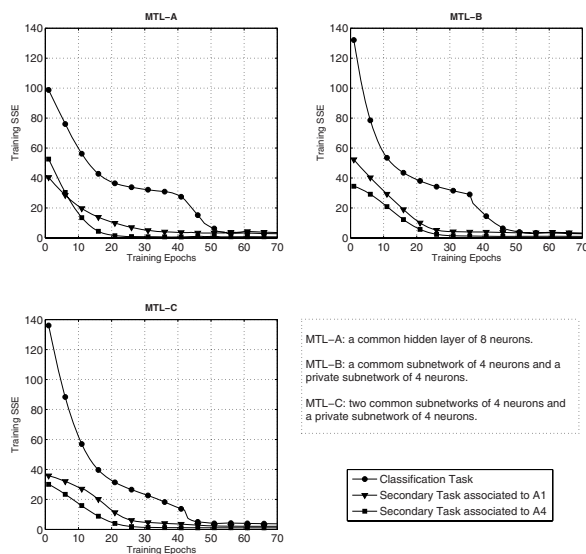 MTL−A
140
120
100
80
60
40
20
0
Training SSE
0 10 20 30 40 50 60 70
Training Epochs
MTL−B
140
120
100
80
60
40
20
0
Training SSE
0 10 20 30 40 50 60 70
Training Epochs
MTL−C
140
120
100
80
60
40
20
0
Training SSE
0 10 20 30 40 50 60 70
Training Epochs
MTL−A: a common hidden layer of 8 neurons.
MTL−B: a commom subnetwork of 4 neurons and a
private subnetwork of 4 neurons.
MTL−C: two common subnetworks of 4 neurons and
a private subnetwork of 4 neurons.
Classification Task
Secondary Task associated to A1
Secondary Task associated to A4